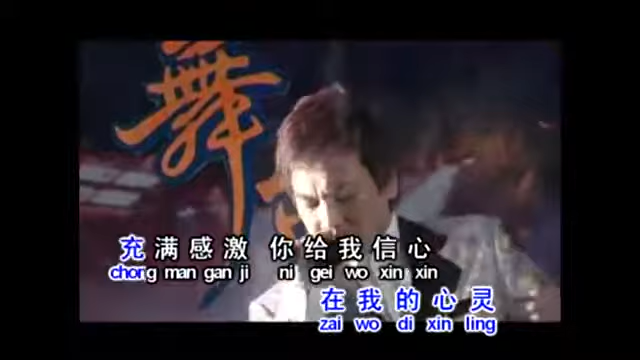 舞
充满感激 你给我信心
chong man gan ji ni gei wo xin xin
在我的心灵
zai wo di xin ling